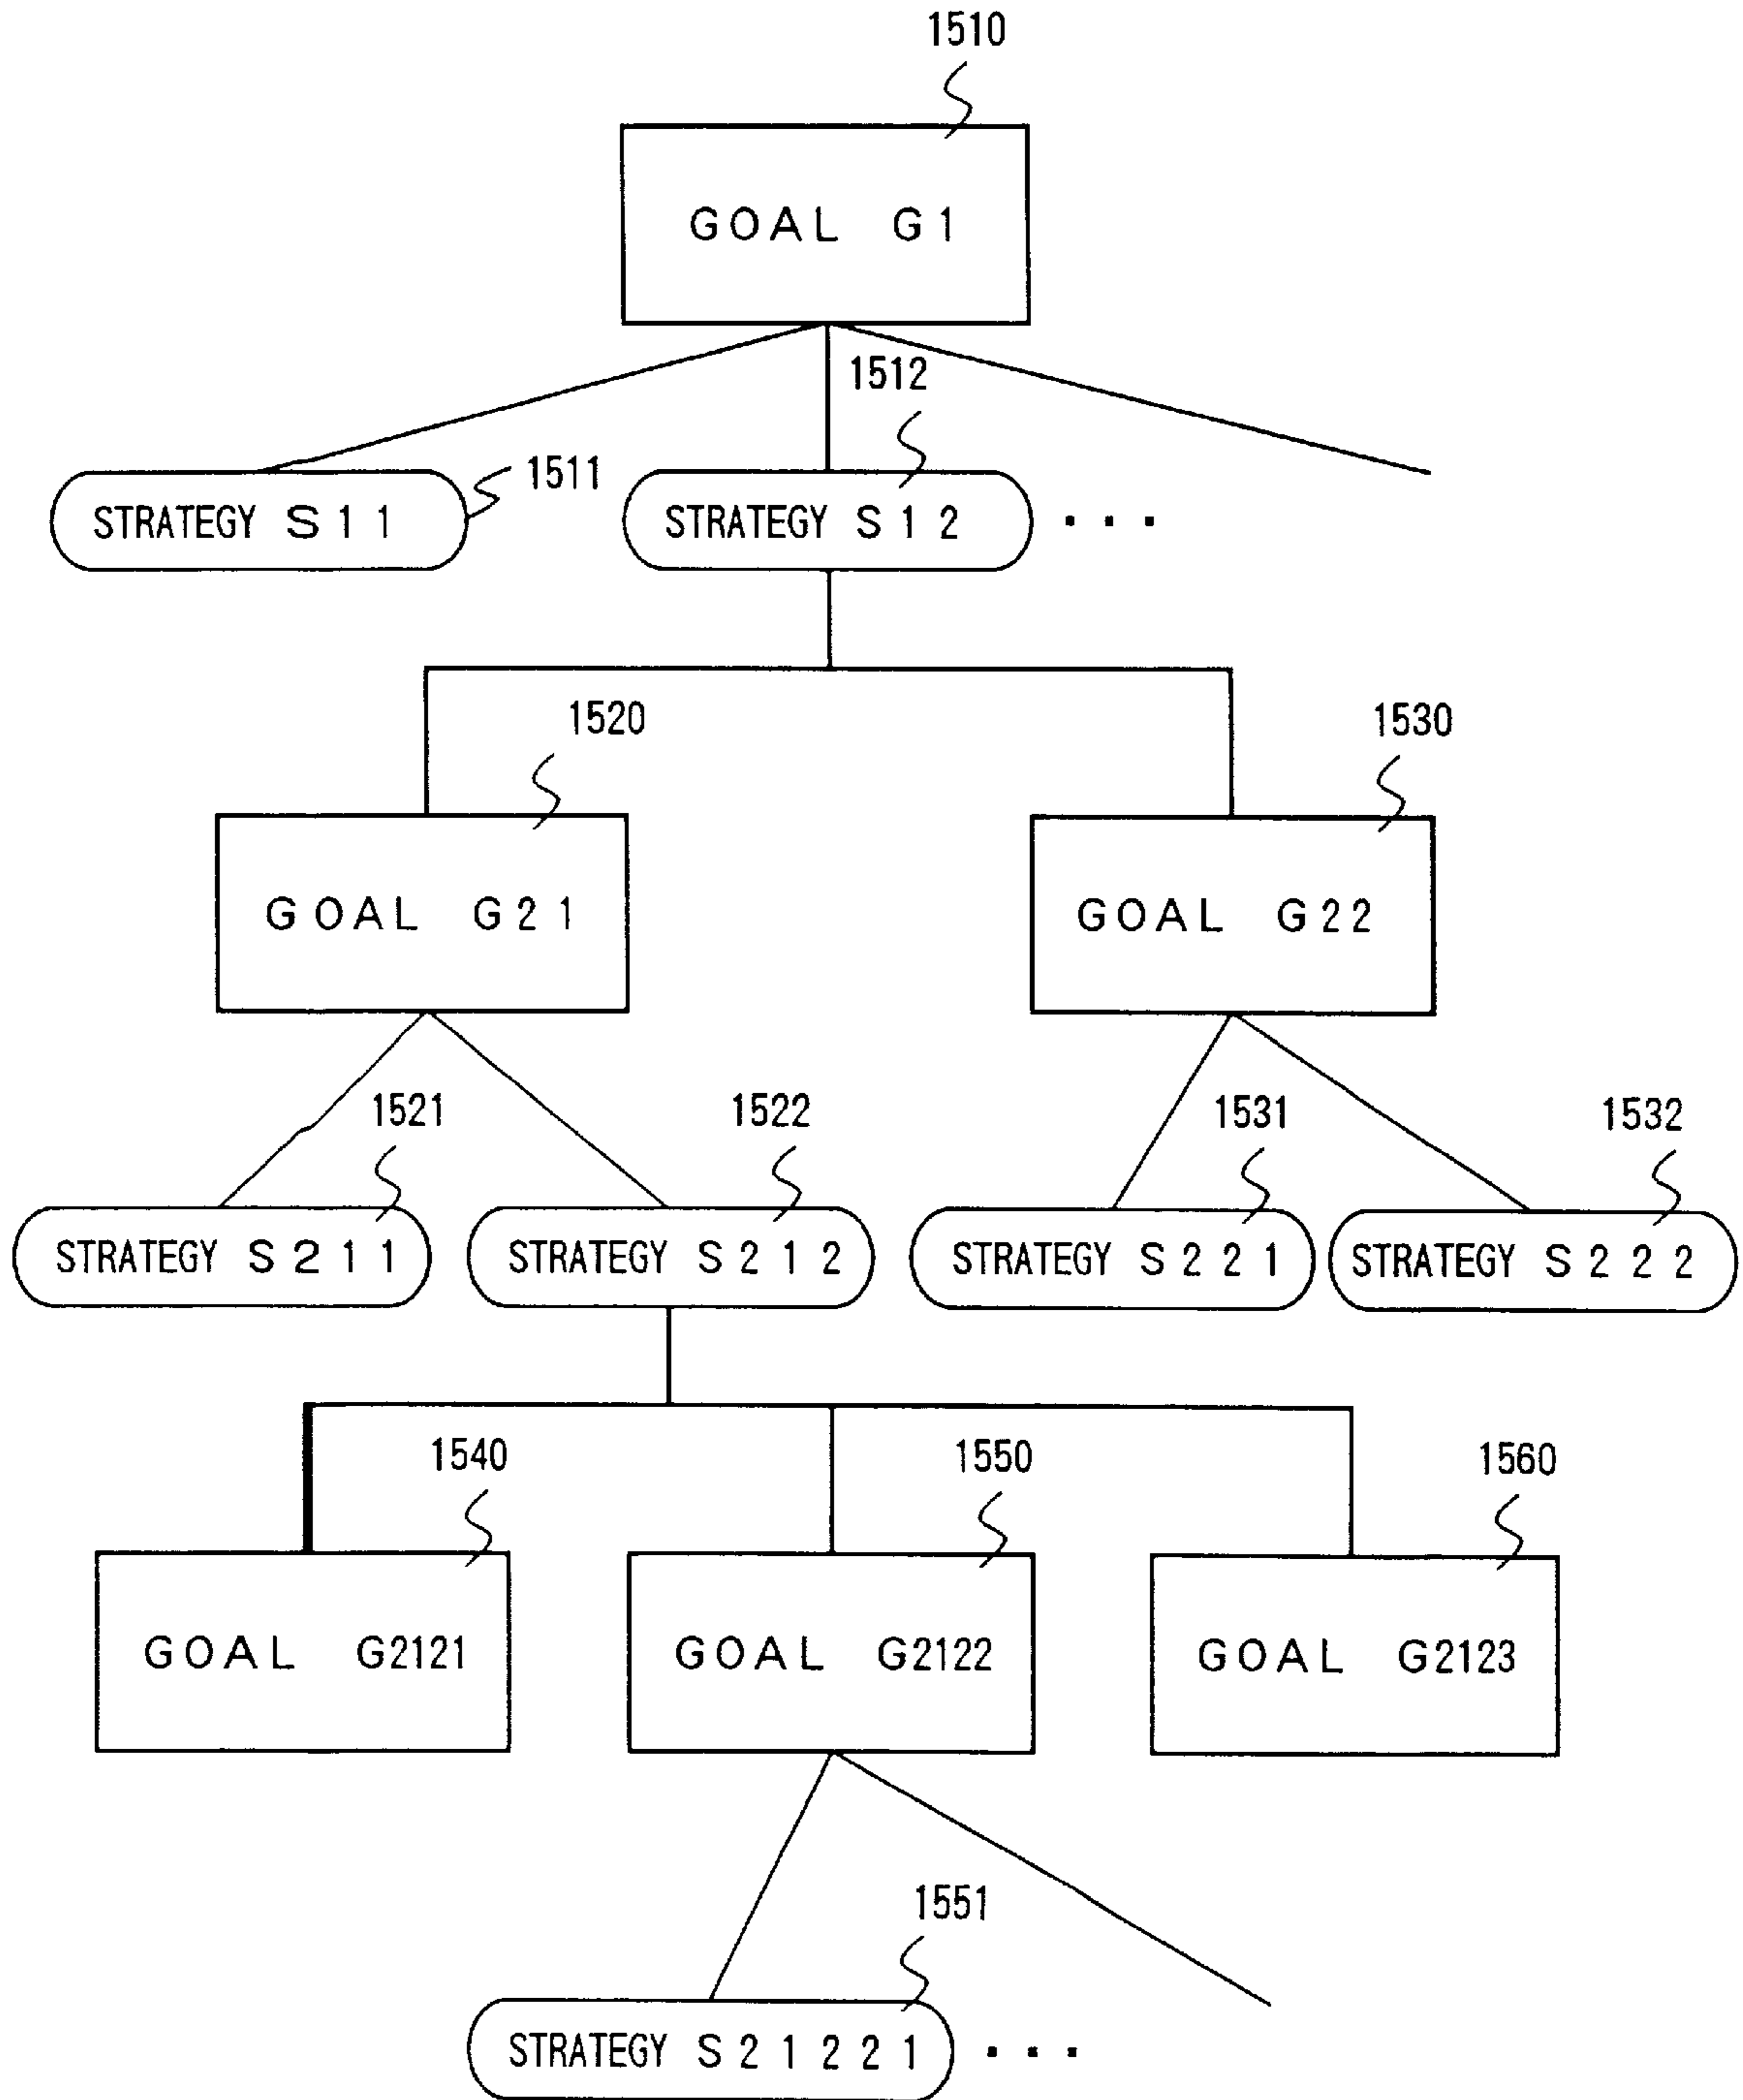 1510
GOAL G1
1512
1511
STRATEGY S11
STRATEGY S12 ...
1520
1530
GOAL G21
GOAL G22
1521
1522
1531
1532
STRATEGY S211
STRATEGY S212
STRATEGY S221
STRATEGY S222
1540
1550
1560
GOAL G2121
GOAL G2122
GOAL G2123
1551
STRATEGY S21221 ...